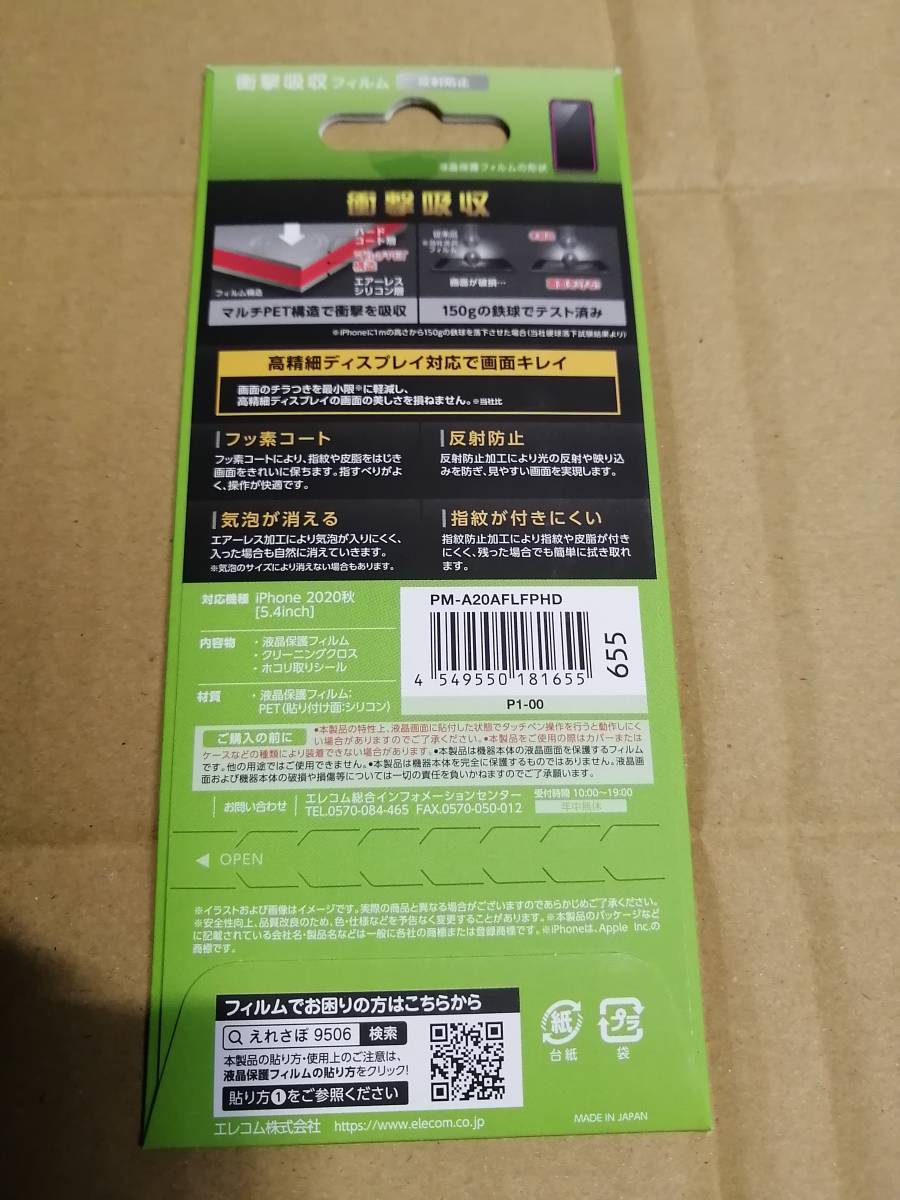 衝撃吸収フィルム 反射防止
液晶保護フィルムの形状
衝撃吸収
ハード
コート層
構造
エアーレス
シリコン層
フィルム構造
マルチPET構造で衝撃を吸収
従来品
※当社光沢
フィルム
画面が破損…
150gの鉄球でテスト済み
※iPhoneに1mの高さから150gの鉄球を落下させた場合(当社硬球落下試験結果より)
高精細ディスプレイ対応で画面キレイ
画面のチラつきを最小限※に軽減し、
高精細ディスプレイの画面の美しさを損ねません。※当社比
フッ素コート
フッ素コートにより、指紋や皮脂をはじき
画面をきれいに保ちます。指すべりがよ
く、操作が快適です。
反射防止
反射防止加工により光の反射や映り込
みを防ぎ、見やすい画面を実現します。
気泡が消える
エアーレス加工により気泡が入りにくく、
入った場合も自然に消えていきます。
※気泡のサイズにより消えない場合もあります。
指紋が付きにくい
指紋防止加工により指紋や皮脂が付き
にくく、残った場合でも簡単に拭き取れ
ます。
対応機種 iPhone 2020秋
[5.4inch]
内容物 ・液晶保護フィルム
・クリーニングクロス
・ホコリ取りシール
材質 ・液晶保護フィルム:
PET(貼り付け面:シリコン)
PM-A20AFLFPHD
4 549550 181655
655
P1-00
ご購入の前に ●本製品の特性上、液晶画面に貼付した状態でタッチペン操作を行うと動作しにく
い場合がありますのでご了承ください。●本製品をご使用の際はカバーまたは
ケースなどの種類により装着できない場合があります。●本製品は機器本体の液晶画面を保護するフィルム
です。他の用途ではご使用できません。●本製品は機器本体を完全に保護するものではありません。液晶画
面および機器本体の破損や損傷等については一切の責任を負いかねますのでご了承願います。
お問い合わせ エレコム総合インフォメーションセンター
TEL.0570-084-465 FAX.0570-050-012
受付時間 10:00〜19:00
年中無休
◀ OPEN
※イラストおよび画像はイメージです。実際の商品と異なる場合がございますのであらかじめご了承ください。
※安全性向上、品質改良のため、色・仕様などを予告なく変更することがあります。※本製品のパッケージなど
に記載されている会社名・製品名などは一般に各社の商標または登録商標です。※iPhoneは、Apple Inc.の
商標です。
フィルムでお困りの方はこちらから
えれさぽ 9506 検索
本製品の貼り方・使用上のご注意は、
液晶保護フィルムの貼り方をクリック!
貼り方❶をご参照ください
エレコム株式会社 https://www.elecom.co.jp
紙
台紙
プラ
袋
MADE IN JAPAN